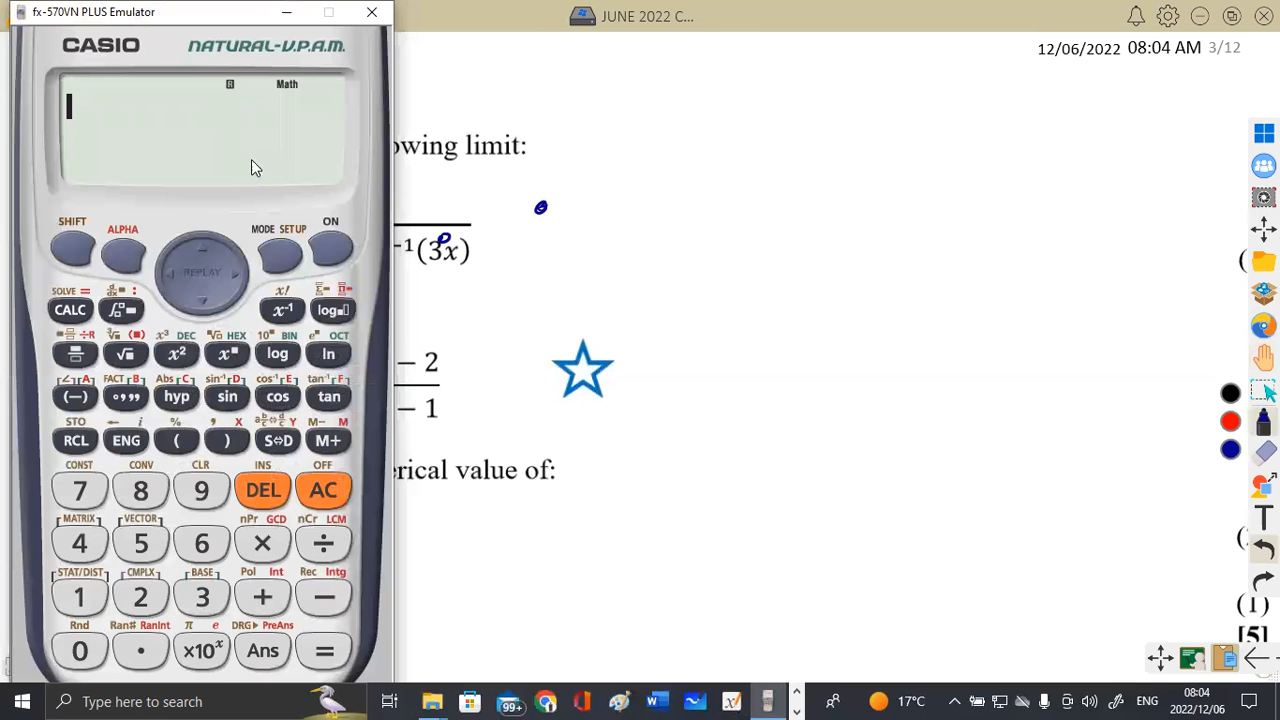 fx-570VN PLUS Emulator
JUNE 2022 C...
12/06/2022 08:04 AM 3/12
CASIO NATURAL-V.P.A.M.
R Math
owing limit:
⁻¹(3x)
− 2
− 1
erical value of:
(1)
[5]
SHIFT ALPHA MODE SETUP ON
REPLAY
SOLVE = d/dx : x! Σ Π
CALC ∫ x⁻¹ log
÷R ³√ x³ DEC √ HEX 10 BIN e OCT
√ x² log ln
∠ A FACT B Abs C sin⁻¹ D cos⁻¹ E tan⁻¹ F
(−) °,,, hyp sin cos tan
STO ← i % , X a b/c⇔d/c Y M− M
RCL ENG ( ) S⇔D M+
CONST CONV CLR INS OFF
7 8 9 DEL AC
MATRIX VECTOR nPr GCD nCr LCM
4 5 6 × ÷
STAT/DIST CMPLX BASE Pol Int Rec Intg
1 2 3 + −
Rnd Ran# RanInt π e DRG▸ PreAns
0 · ×10ˣ Ans =
Type here to search
99+
17°C
ENG
08:04
2022/12/06